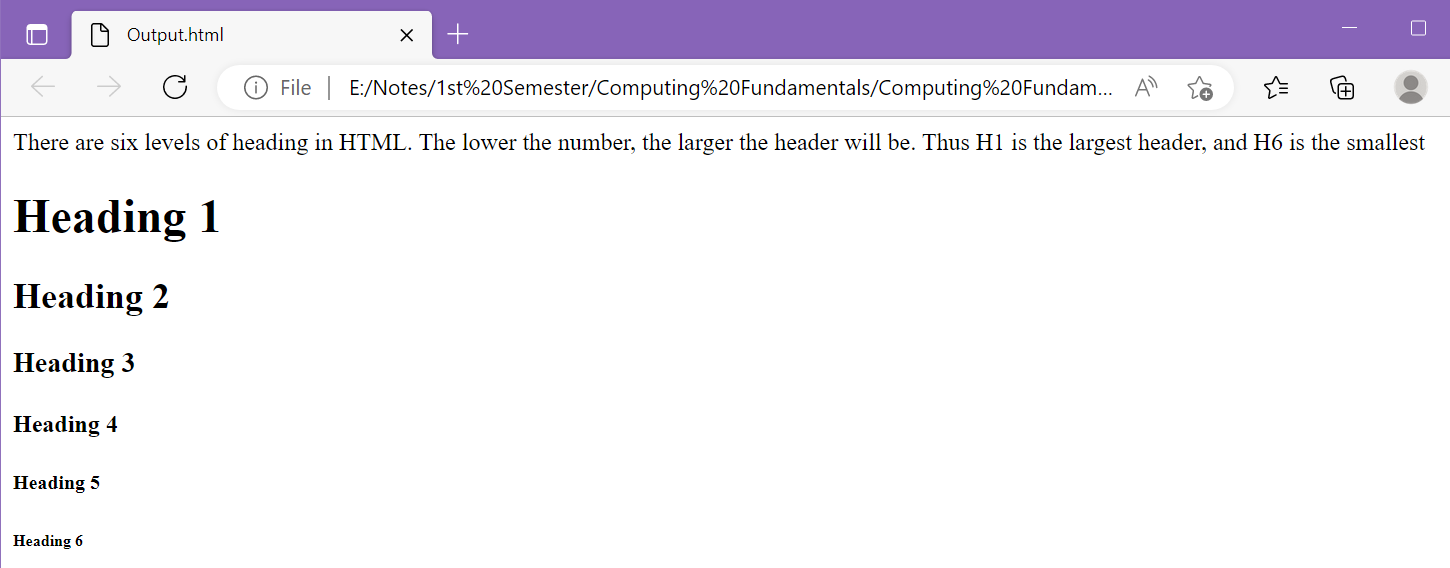 Output.html
File | E:/Notes/1st%20Semester/Computing%20Fundamentals/Computing%20Fundam...
There are six levels of heading in HTML. The lower the number, the larger the header will be. Thus H1 is the largest header, and H6 is the smallest
Heading 1
Heading 2
Heading 3
Heading 4
Heading 5
Heading 6